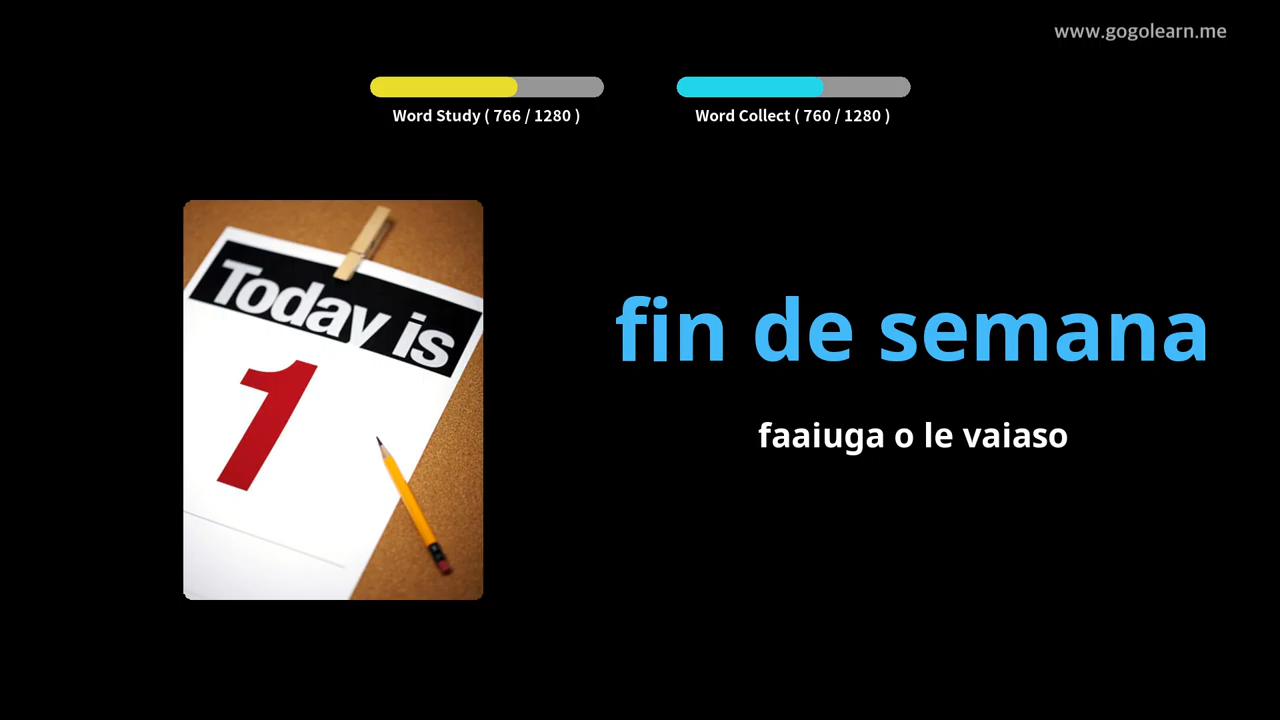 www.gogolearn.me
Word Study ( 766 / 1280 )
Word Collect ( 760 / 1280 )
Today is
1
fin de semana
faaiuga o le vaiaso